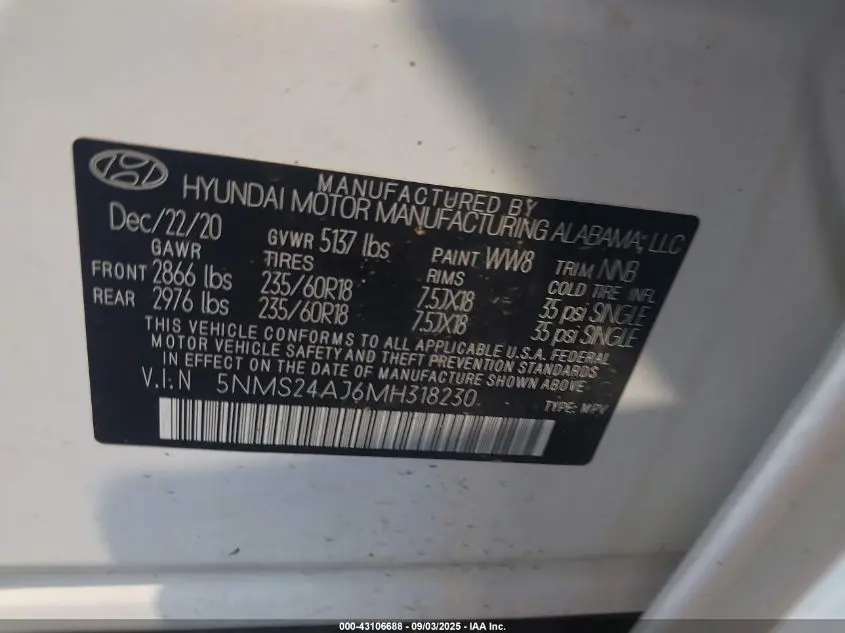 MANUFACTURED BY
HYUNDAI MOTOR MANUFACTURING ALABAMA, LLC
Dec/22/20 GVWR 5137 lbs PAINT WW8 TRIM NNB
GAWR TIRES RIMS COLD TIRE INFL
FRONT 2866 lbs 235/60R18 7.5JX18 35 psi SINGLE
REAR 2976 lbs 235/60R18 7.5JX18 35 psi SINGLE
THIS VEHICLE CONFORMS TO ALL APPLICABLE U.S.A. FEDERAL
MOTOR VEHICLE SAFETY AND THEFT PREVENTION STANDARDS
IN EFFECT ON THE DATE OF MANUFACTURE SHOWN ABOVE.
V.I.N 5NMS24AJ6MH318230 TYPE: MPV
000-43106688 - 09/03/2025 - IAA Inc.